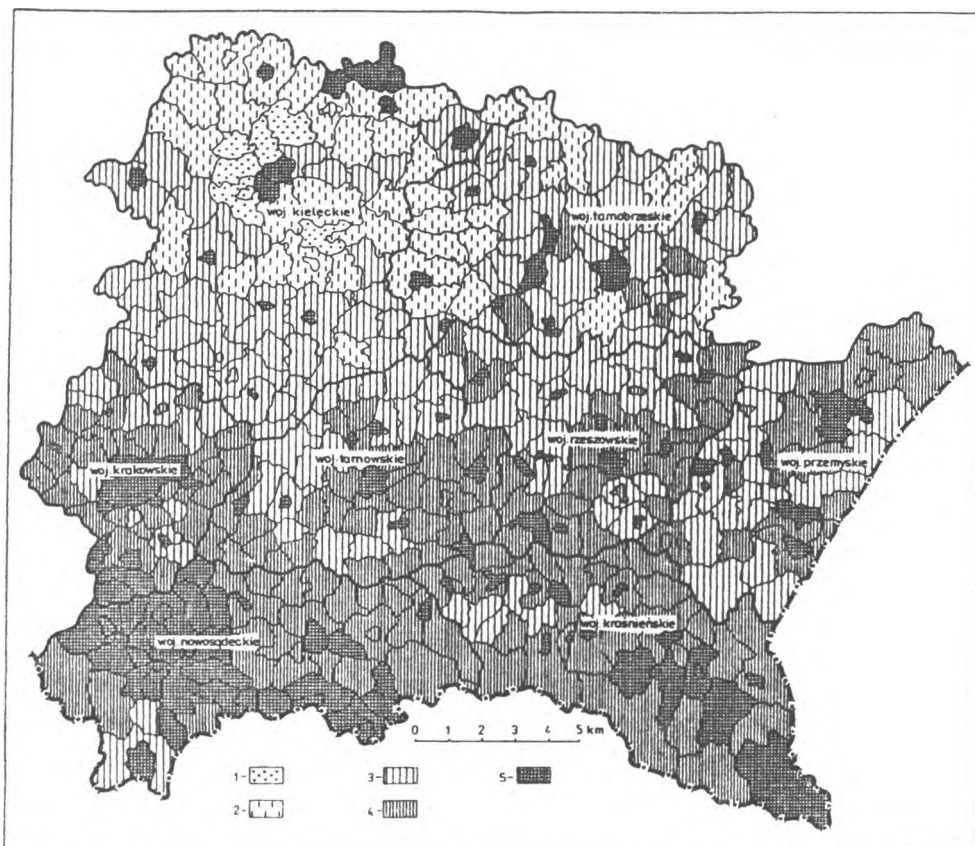 woj. kieleckie
woj. tarnobrzeskie
woj. krakowskie
woj. tarnowskie
woj. rzeszowskie
woj. przemyskie
woj. nowosądeckie
woj. krośnieńskie
0 1 2 3 4 5 km
1- 3- 5-
2- 4-